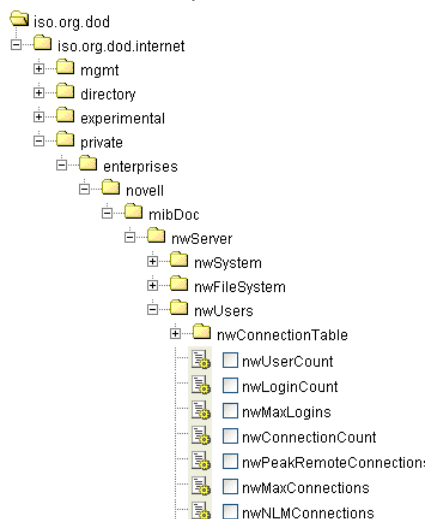 iso.org.dod
iso.org.dod.internet
mgmt
directory
experimental
private
enterprises
novell
mibDoc
nwServer
nwSystem
nwFileSystem
nwUsers
nwConnectionTable
nwUserCount
nwLoginCount
nwMaxLogins
nwConnectionCount
nwPeakRemoteConnections
nwMaxConnections
nwNLMConnections